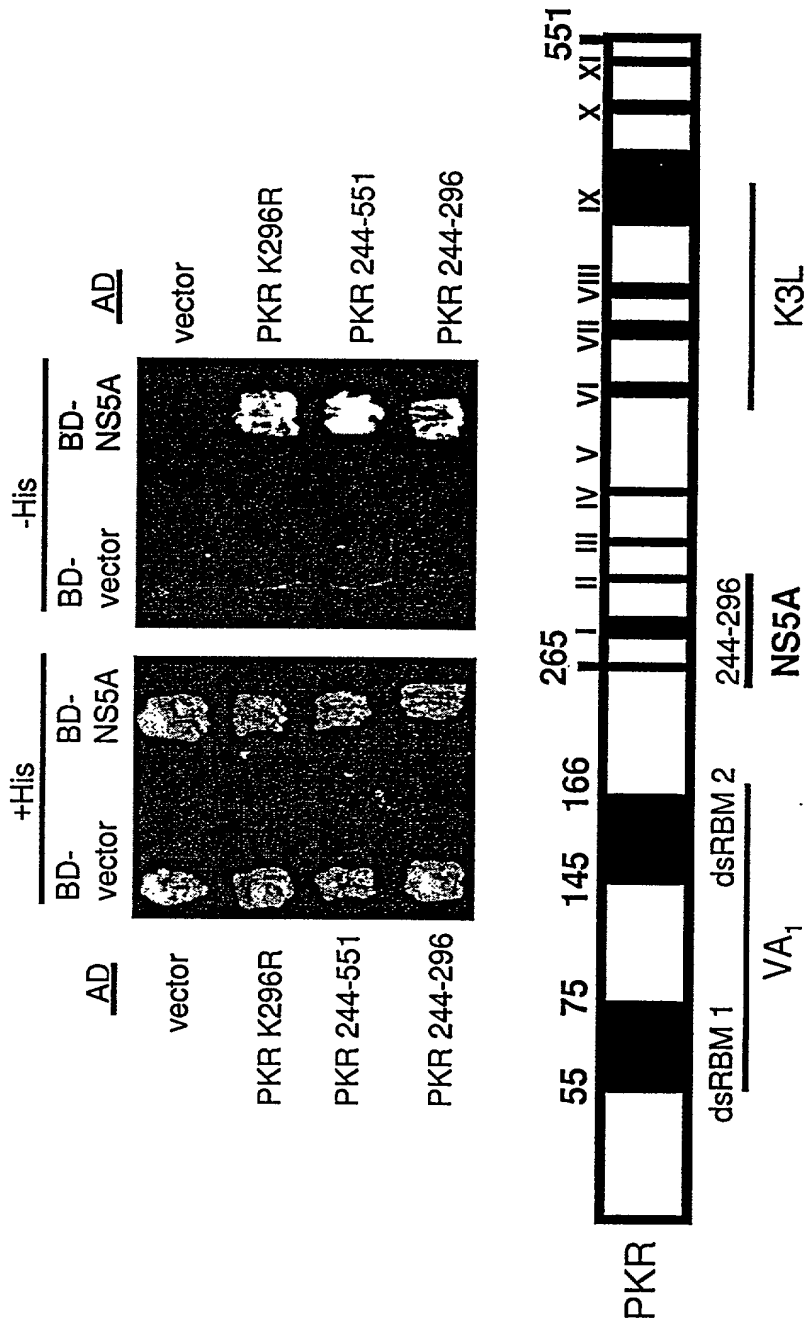 +His
-His
BD-
vector
BD-
NS5A
BD-
vector
BD-
NS5A
AD
AD
vector
vector
PKR K296R
PKR K296R
PKR 244-551
PKR 244-551
PKR 244-296
PKR 244-296
55
75
145
166
265
I
II
III
IV
V
VI
VII
VIII
IX
X
XI
551
PKR
dsRBM 1
dsRBM 2
244-296
VA1
NS5A
K3L